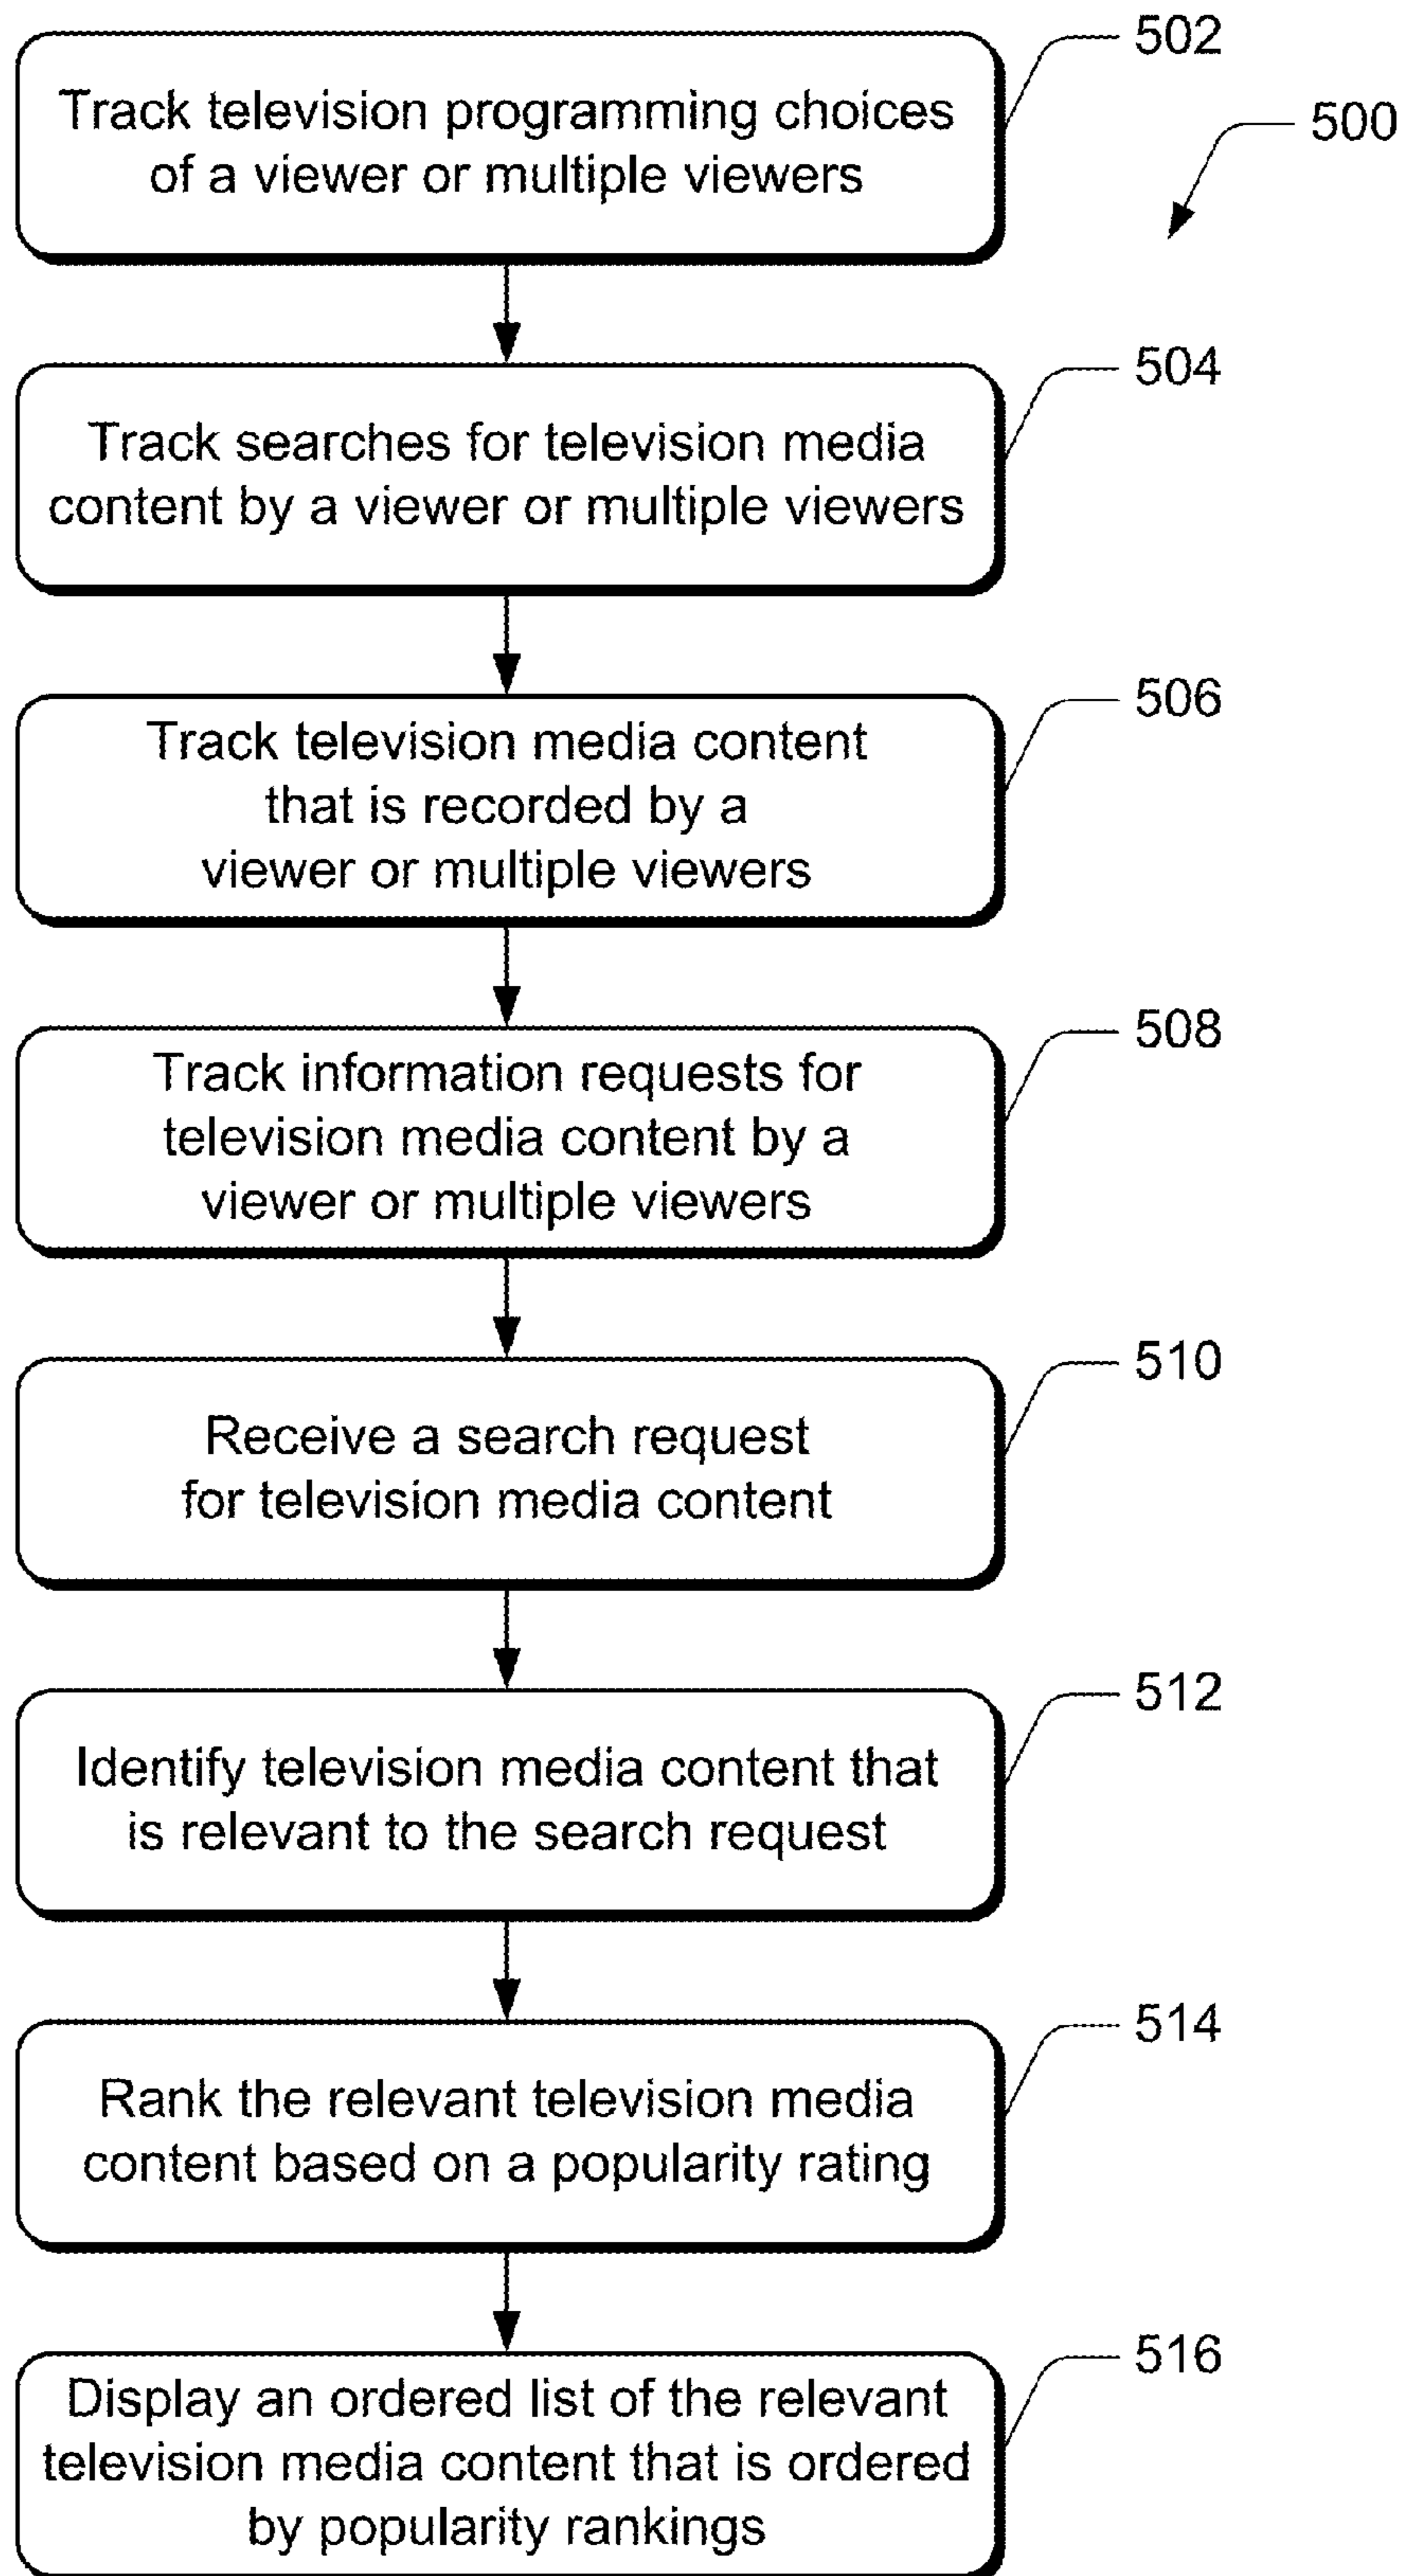 502
Track television programming choices
of a viewer or multiple viewers
500
504
Track searches for television media
content by a viewer or multiple viewers
506
Track television media content
that is recorded by a
viewer or multiple viewers
508
Track information requests for
television media content by a
viewer or multiple viewers
510
Receive a search request
for television media content
512
Identify television media content that
is relevant to the search request
514
Rank the relevant television media
content based on a popularity rating
516
Display an ordered list of the relevant
television media content that is ordered
by popularity rankings